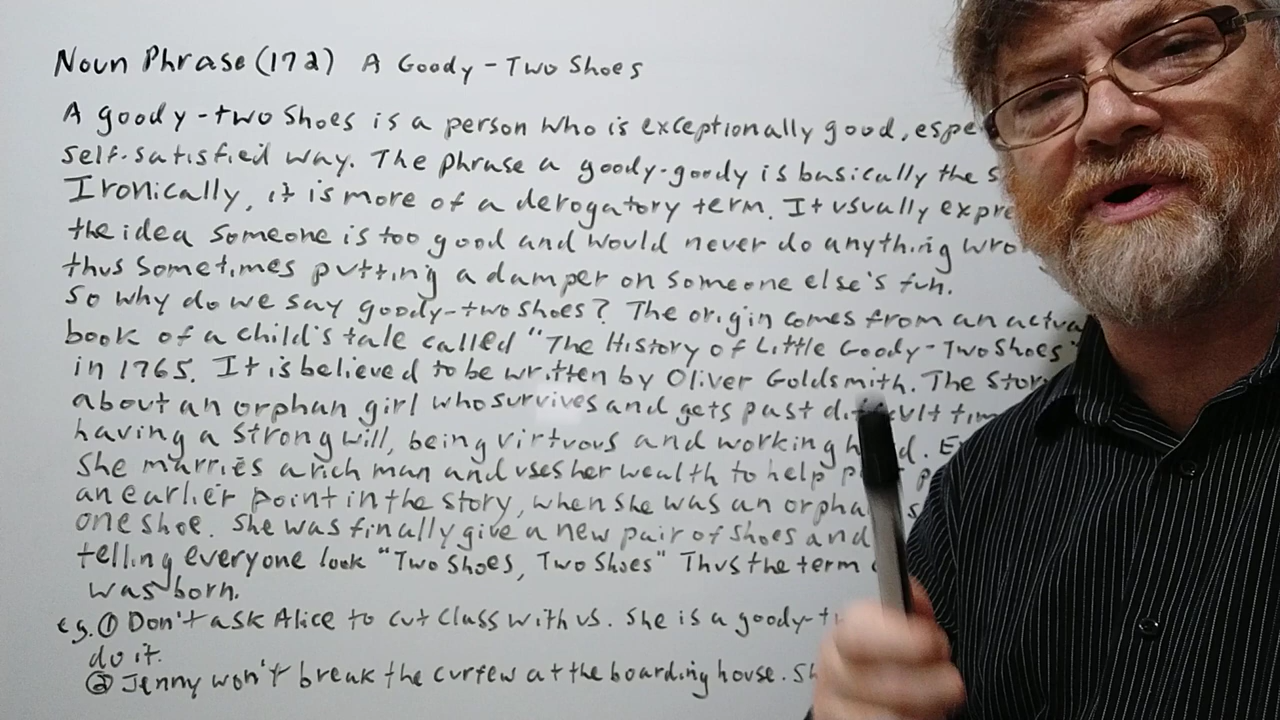 Noun Phrase (172) A Goody-Two Shoes
A goody-two shoes is a person who is exceptionally good, espe
self-satisfied way. The phrase a goody-goody is basically the s
Ironically, it is more of a derogatory term. It usually expre
the idea someone is too good and would never do anything wro
thus sometimes putting a damper on someone else's fun.
So why do we say goody-two shoes? The origin comes from an actua
book of a child's tale called "The History of Little Goody-Two Shoes"
in 1765. It is believed to be written by Oliver Goldsmith. The Story
about an orphan girl who survives and gets past difficult tim
having a strong will, being virtuous and working h d. E
She marries a rich man and uses her wealth to help p p
an earlier point in the story, when she was an orpha s
one shoe. She was finally give a new pair of shoes and
telling everyone look "Two Shoes, Two Shoes" Thus the term
was born.
eg. ① Don't ask Alice to cut class with us. She is a goody-t
do it.
② Jenny won't break the curfew at the boarding house. Sh